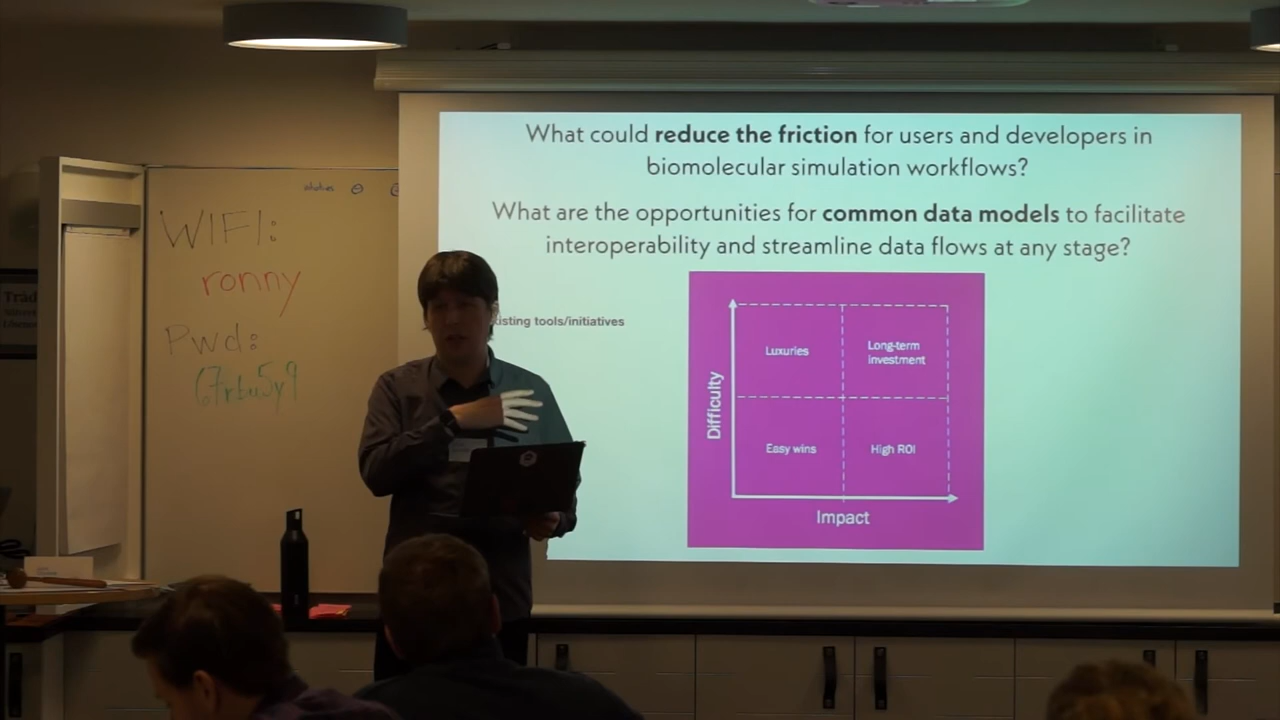 What could reduce the friction for users and developers in
biomolecular simulation workflows?
What are the opportunities for common data models to facilitate
interoperability and streamline data flows at any stage?
xisting tools/initiatives
Difficulty
Luxuries
Long-term
investment
Easy wins
High ROI
Impact
WIFI:
ronny
Pwd: